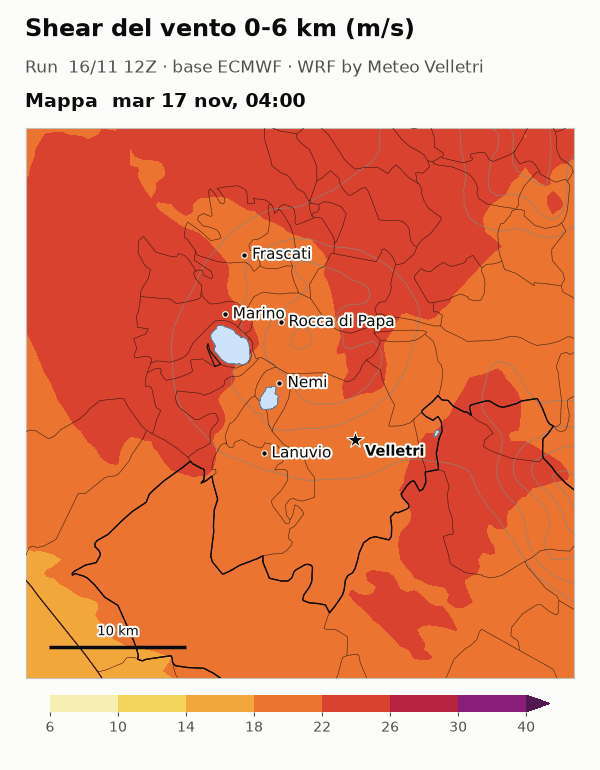 Shear del vento 0-6 km (m/s)
Run 16/11 12Z · base ECMWF · WRF by Meteo Velletri
Mappa mar 17 nov, 04:00
Frascati
Marino
Rocca di Papa
Nemi
Velletri
Lanuvio
10 km
6 10 14 18 22 26 30 40